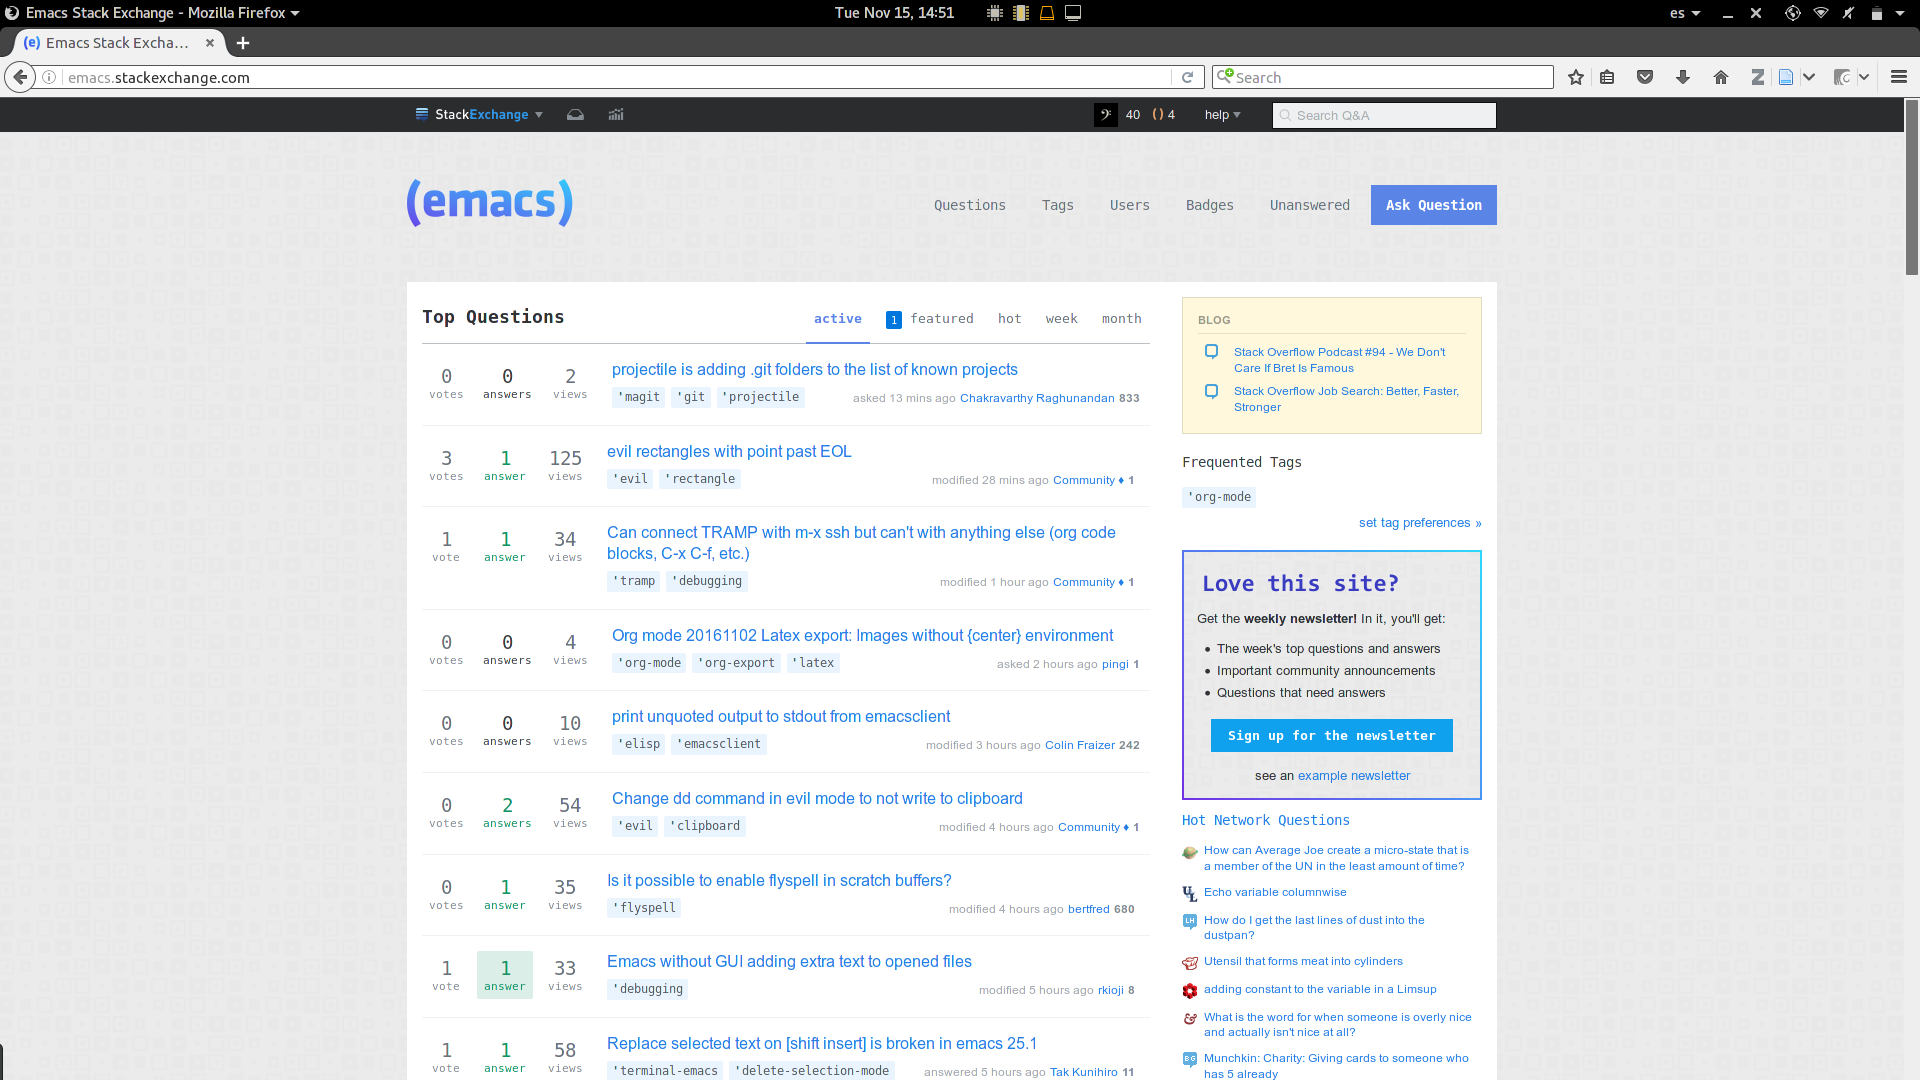 Emacs Stack Exchange - Mozilla Firefox
Tue Nov 15, 14:51
es
(e) Emacs Stack Excha...
emacs.stackexchange.com
Search
StackExchange
40
() 4
help
Search Q&A
(emacs)
Questions
Tags
Users
Badges
Unanswered
Ask Question
Top Questions
active
1 featured
hot
week
month
0 votes
0 answers
2 views
projectile is adding .git folders to the list of known projects
'magit 'git 'projectile
asked 13 mins ago Chakravarthy Raghunandan 833
3 votes
1 answer
125 views
evil rectangles with point past EOL
'evil 'rectangle
modified 28 mins ago Community ♦ 1
1 vote
1 answer
34 views
Can connect TRAMP with m-x ssh but can't with anything else (org code
blocks, C-x C-f, etc.)
'tramp 'debugging
modified 1 hour ago Community ♦ 1
0 votes
0 answers
4 views
Org mode 20161102 Latex export: Images without {center} environment
'org-mode 'org-export 'latex
asked 2 hours ago pingi 1
0 votes
0 answers
10 views
print unquoted output to stdout from emacsclient
'elisp 'emacsclient
modified 3 hours ago Colin Fraizer 242
0 votes
2 answers
54 views
Change dd command in evil mode to not write to clipboard
'evil 'clipboard
modified 4 hours ago Community ♦ 1
0 votes
1 answer
35 views
Is it possible to enable flyspell in scratch buffers?
'flyspell
modified 4 hours ago bertfred 680
1 vote
1 answer
33 views
Emacs without GUI adding extra text to opened files
'debugging
modified 5 hours ago rkioji 8
1 vote
1 answer
58 views
Replace selected text on [shift insert] is broken in emacs 25.1
'terminal-emacs 'delete-selection-mode
answered 5 hours ago Tak Kunihiro 11
BLOG
Stack Overflow Podcast #94 - We Don't
Care If Bret Is Famous
Stack Overflow Job Search: Better, Faster,
Stronger
Frequented Tags
'org-mode
set tag preferences »
Love this site?
Get the weekly newsletter! In it, you'll get:
• The week's top questions and answers
• Important community announcements
• Questions that need answers
Sign up for the newsletter
see an example newsletter
Hot Network Questions
How can Average Joe create a micro-state that is
a member of the UN in the least amount of time?
Echo variable columnwise
How do I get the last lines of dust into the
dustpan?
Utensil that forms meat into cylinders
adding constant to the variable in a Limsup
What is the word for when someone is overly nice
and actually isn't nice at all?
Munchkin: Charity: Giving cards to someone who
has 5 already